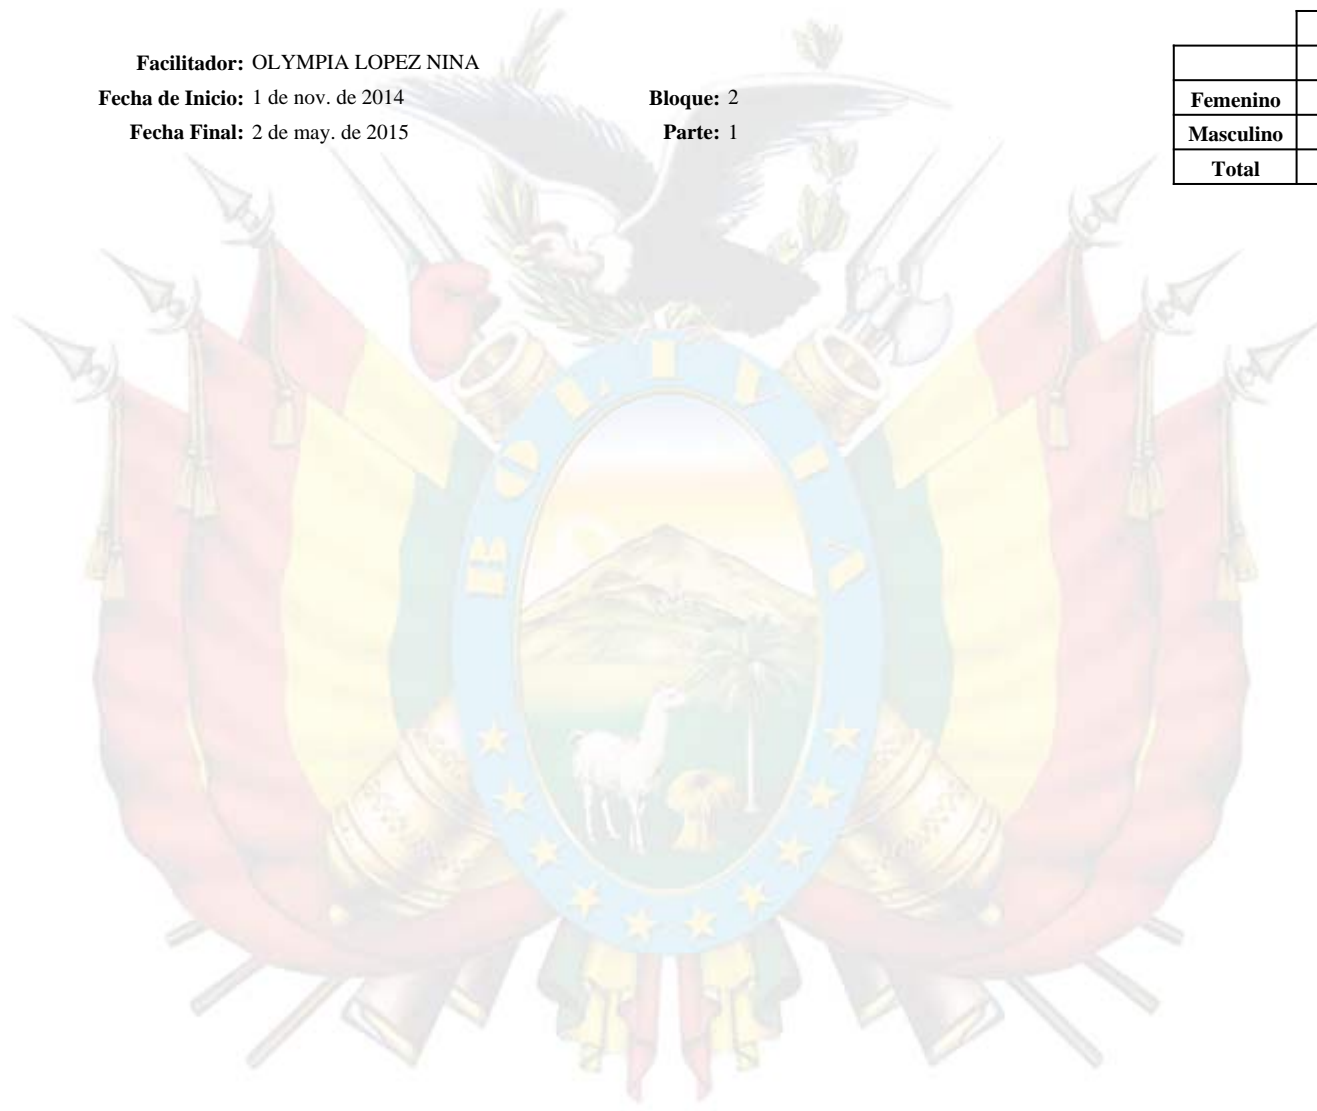 Facilitador: OLYMPIA LOPEZ NINA
Fecha de Inicio: 1 de nov. de 2014
Bloque: 2
Fecha Final: 2 de may. de 2015
Parte: 1
Femenino
Masculino
Total
BOLIVIA